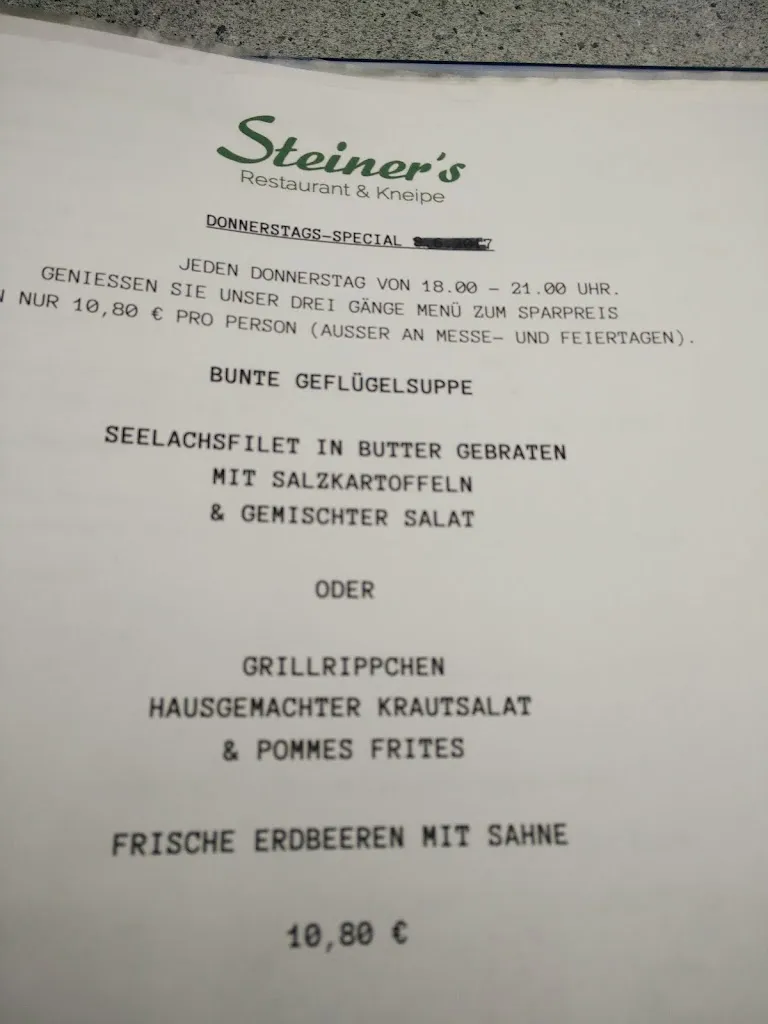 Steiner's
Restaurant & Kneipe
DONNERSTAGS-SPECIAL
JEDEN DONNERSTAG VON 18.00 - 21.00 UHR.
GENIESSEN SIE UNSER DREI GÄNGE MENÜ ZUM SPARPREIS
NUR 10,80 € PRO PERSON (AUSSER AN MESSE- UND FEIERTAGEN).
BUNTE GEFLÜGELSUPPE
SEELACHSFILET IN BUTTER GEBRATEN
MIT SALZKARTOFFELN
& GEMISCHTER SALAT
ODER
GRILLRIPPCHEN
HAUSGEMACHTER KRAUTSALAT
& POMMES FRITES
FRISCHE ERDBEEREN MIT SAHNE
10,80 €